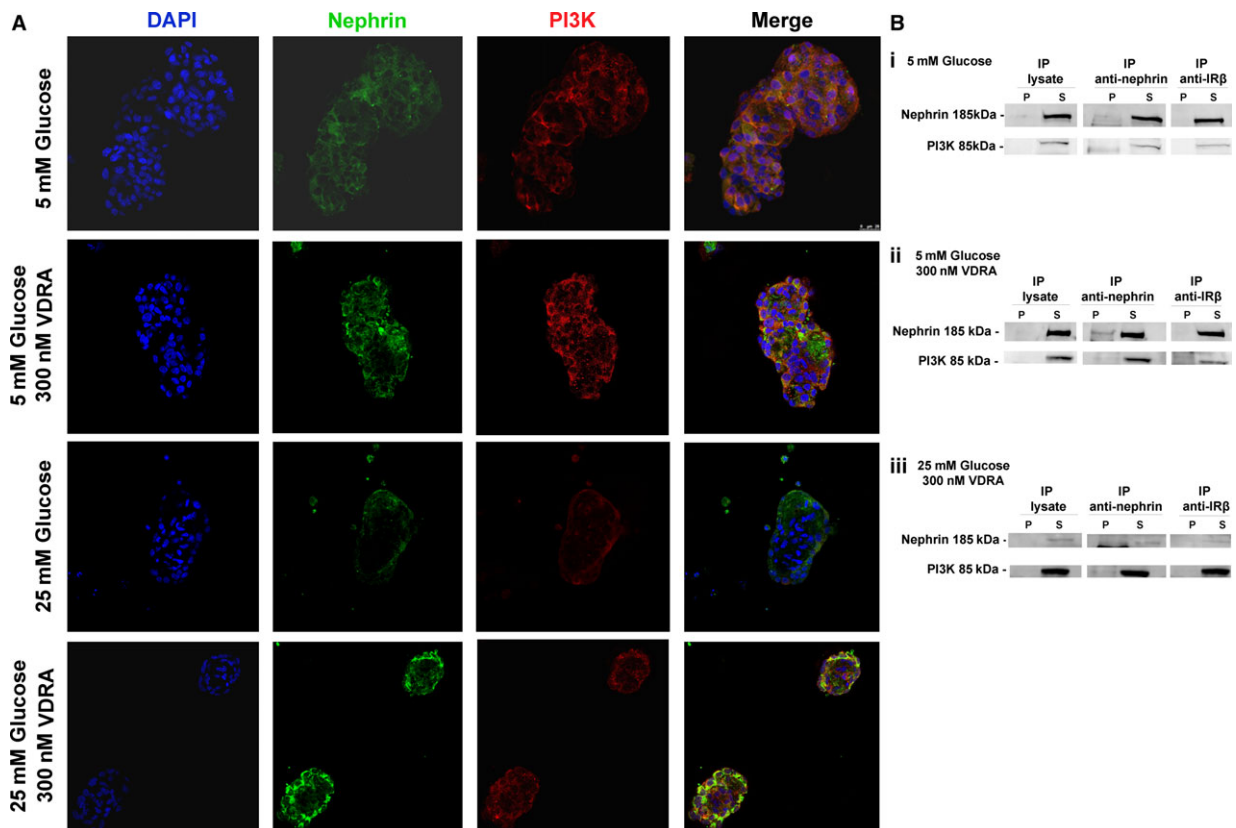 A
DAPI
Nephrin
PI3K
Merge
5 mM Glucose
5 mM Glucose
300 nM VDRA
25 mM Glucose
25 mM Glucose
300 nM VDRA
B
i 5 mM Glucose
IP
lysate
IP
anti-nephrin
IP
anti-IRβ
P S P S P S
Nephrin 185kDa -
PI3K 85kDa -
ii 5 mM Glucose
300 nM VDRA
IP
lysate
IP
anti-nephrin
IP
anti-IRβ
P S P S P S
Nephrin 185 kDa -
PI3K 85 kDa -
iii 25 mM Glucose
300 nM VDRA
IP
lysate
IP
anti-nephrin
IP
anti-IRβ
P S P S P S
Nephrin 185 kDa -
PI3K 85 kDa -